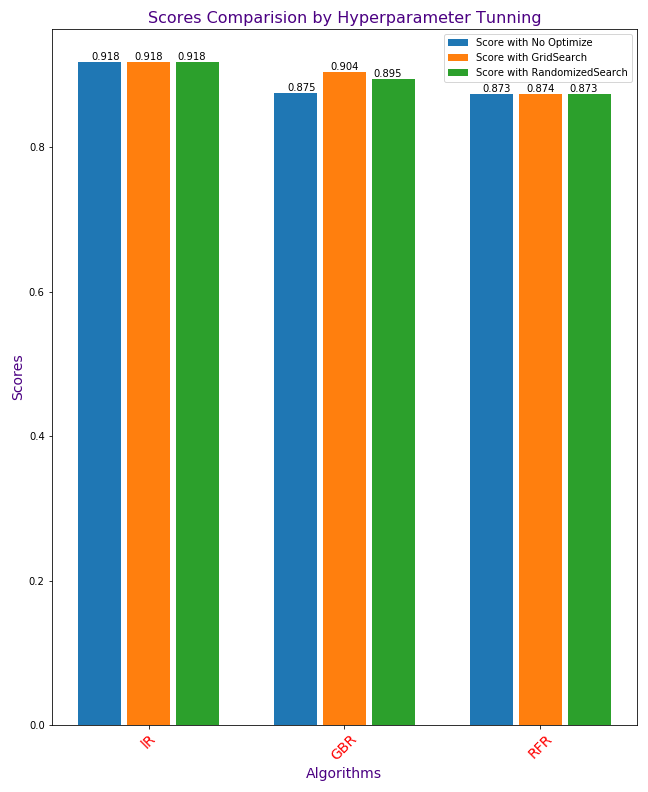 Scores Comparision by Hyperparameter Tunning
Score with No Optimize
Score with GridSearch
Score with RandomizedSearch
0.918 0.918 0.918
0.875 0.904 0.895
0.873 0.874 0.873
0.8
0.6
0.4
0.2
0.0
Scores
IR
GBR
RFR
Algorithms